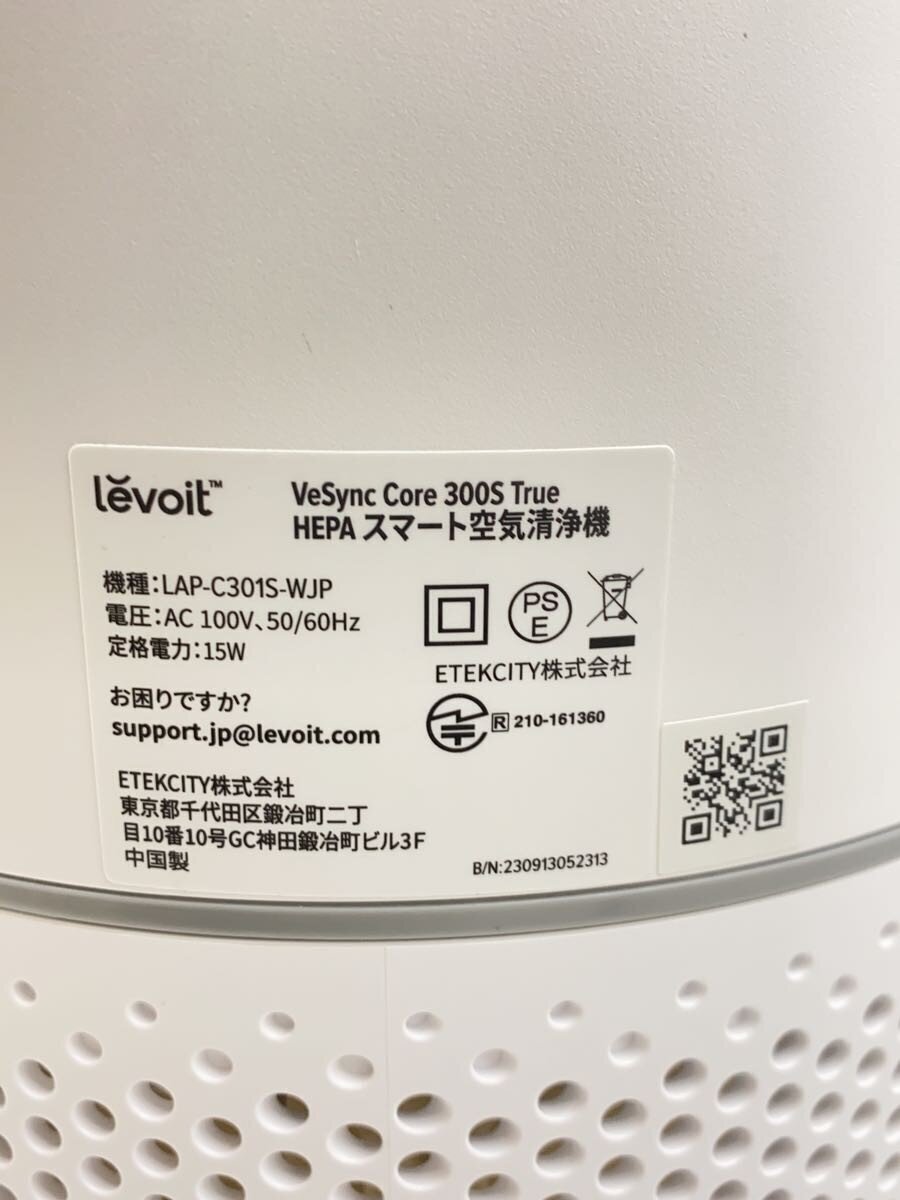 levoit™
VeSync Core 300S True
HEPA スマート空気清浄機
機種：LAP-C301S-WJP
電圧：AC 100V、50/60Hz
定格電力：15W
PS
E
ETEKCITY株式会社
お困りですか?
support.jp@levoit.com
R 210-161360
ETEKCITY株式会社
東京都千代田区鍛冶町二丁
目10番10号GC神田鍛冶町ビル3F
中国製
B/N:230913052313